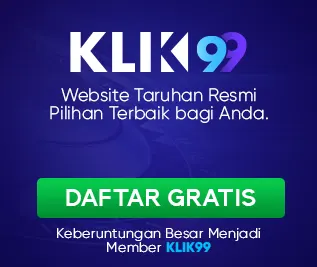 KLIK99
Website Taruhan Resmi
Pilihan Terbaik bagi Anda.
DAFTAR GRATIS
Keberuntungan Besar Menjadi
Member KLIK99